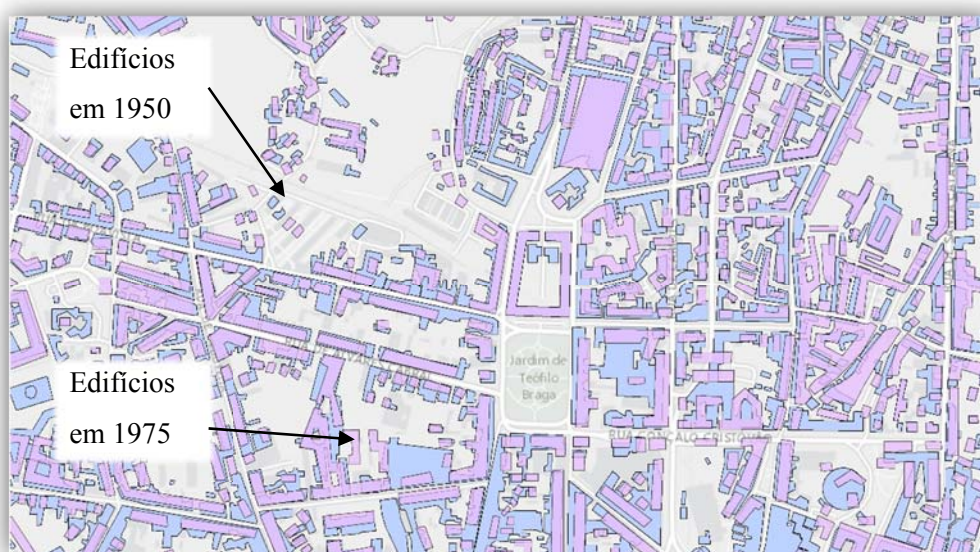 Edifícios
em 1950
Jardim de
Teófilo
Braga
Edifícios
em 1975
RUA GONÇALO CRISTÓVÃO